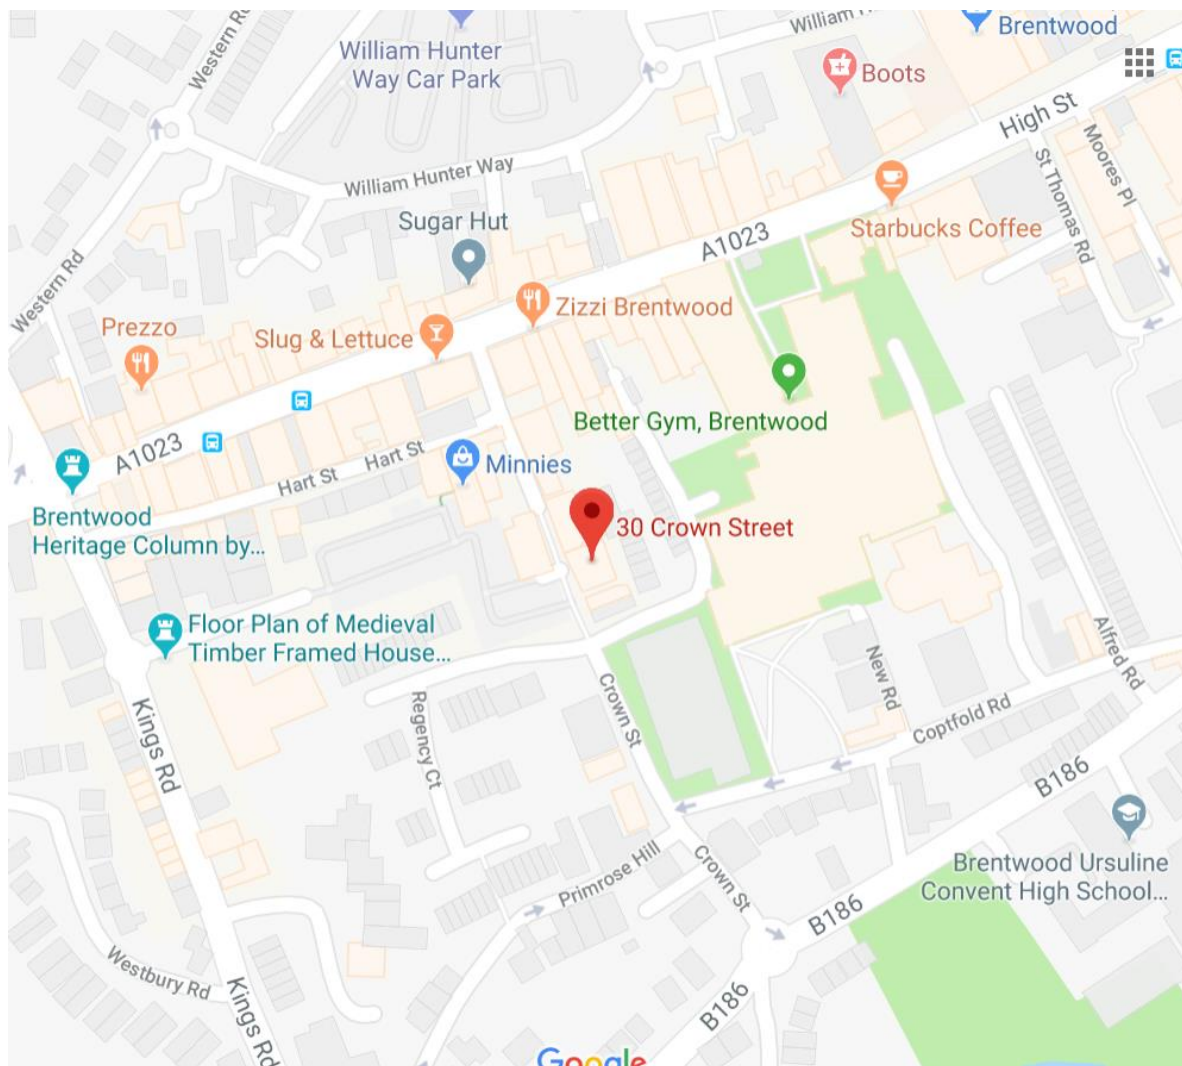 Western Rd
William Hunter
Way Car Park
William
Brentwood
Boots
High St
Moores Pl
St Thomas Rd
William Hunter Way
Sugar Hut
A1023
Starbucks Coffee
Western Rd
Prezzo
Slug & Lettuce
Zizzi Brentwood
Better Gym, Brentwood
A1023
Hart St
Hart St
Minnies
Brentwood
Heritage Column by...
30 Crown Street
Floor Plan of Medieval
Timber Framed House...
Alfred Rd
New Rd
Crown St
Regency Ct
Kings Rd
Coptfold Rd
B186
Brentwood Ursuline
Convent High School...
Primrose Hill
Crown St
B186
Westbury Rd
Kings Rd
B186
Google